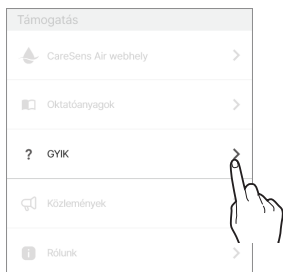 Támogatás
CareSens Air webhely
Oktatóanyagok
? GYIK
Közlemények
Rólunk